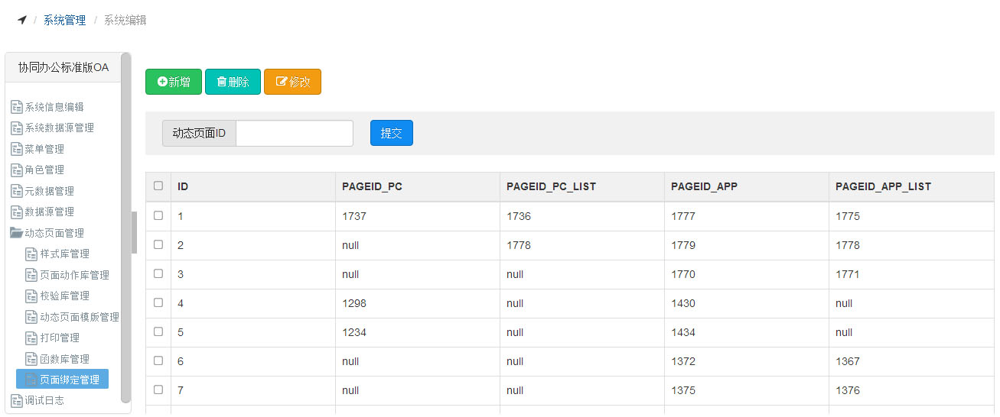 / 系统管理 / 系统编辑
协同办公标准版OA
系统信息编辑
系统数据源管理
菜单管理
角色管理
元数据管理
数据源管理
动态页面管理
样式库管理
页面动作库管理
校验库管理
动态页面模版管理
打印管理
函数库管理
页面绑定管理
调试日志
新增 删除 修改
动态页面ID 提交
ID PAGEID_PC PAGEID_PC_LIST PAGEID_APP PAGEID_APP_LIST
1 1737 1736 1777 1775
2 null 1778 1779 1778
3 null null 1770 1771
4 1298 null 1430 null
5 1234 null 1434 null
6 null null 1372 1367
7 null null 1375 1376